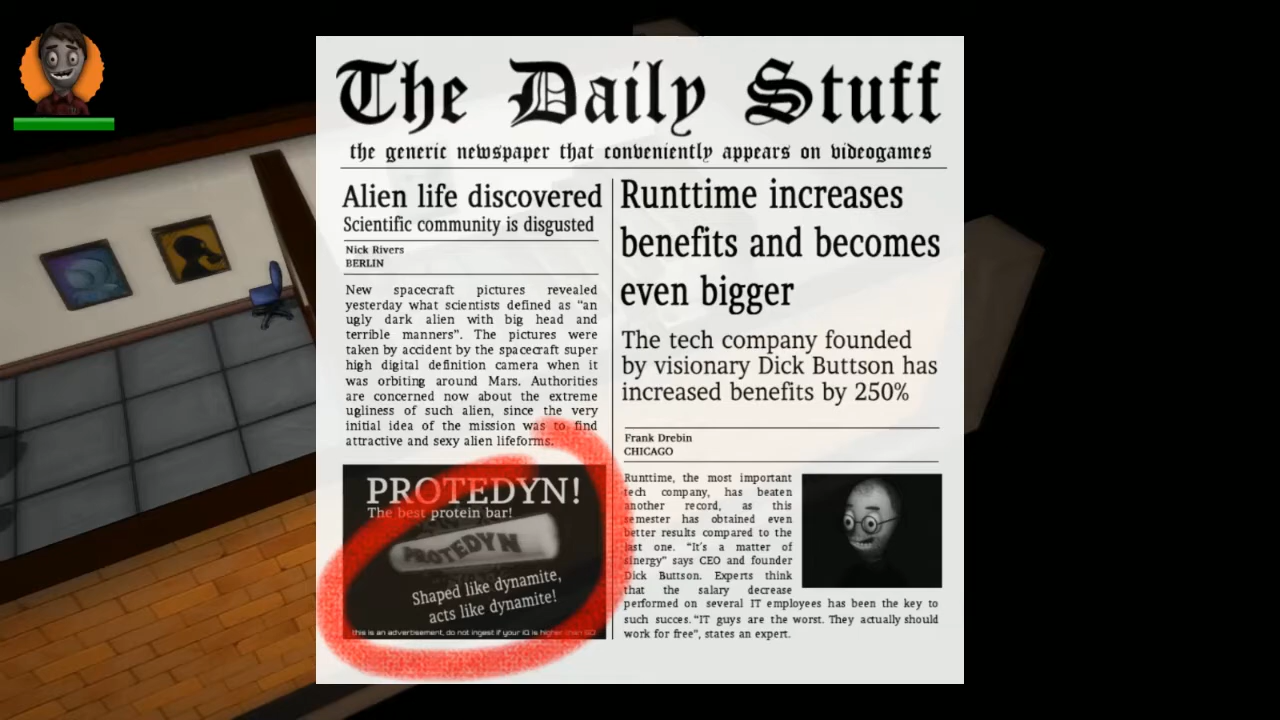 The Daily Stuff
the generic newspaper that conveniently appears on videogames
Alien life discovered
Scientific community is disgusted
Nick Rivers
BERLIN
New spacecraft pictures revealed
yesterday what scientists defined as “an
ugly dark alien with big head and
terrible manners”. The pictures were
taken by accident by the spacecraft super
high digital definition camera when it
was orbiting around Mars. Authorities
are concerned now about the extreme
ugliness of such alien, since the very
initial idea of the mission was to find
attractive and sexy alien lifeforms.
PROTEDYN!
The best protein bar!
PROTEDYN
Shaped like dynamite,
acts like dynamite!
this is an advertisement, do not ingest if your IQ is higher than 60
Runttime increases
benefits and becomes
even bigger
The tech company founded
by visionary Dick Buttson has
increased benefits by 250%
Frank Drebin
CHICAGO
Runttime, the most important
tech company, has beaten
another record, as this
semester has obtained even
better results compared to the
last one. “It's a matter of
sinergy” says CEO and founder
Dick Buttson. Experts think
that the salary decrease
performed on several IT employees has been the key to
such succes. “IT guys are the worst. They actually should
work for free”, states an expert.